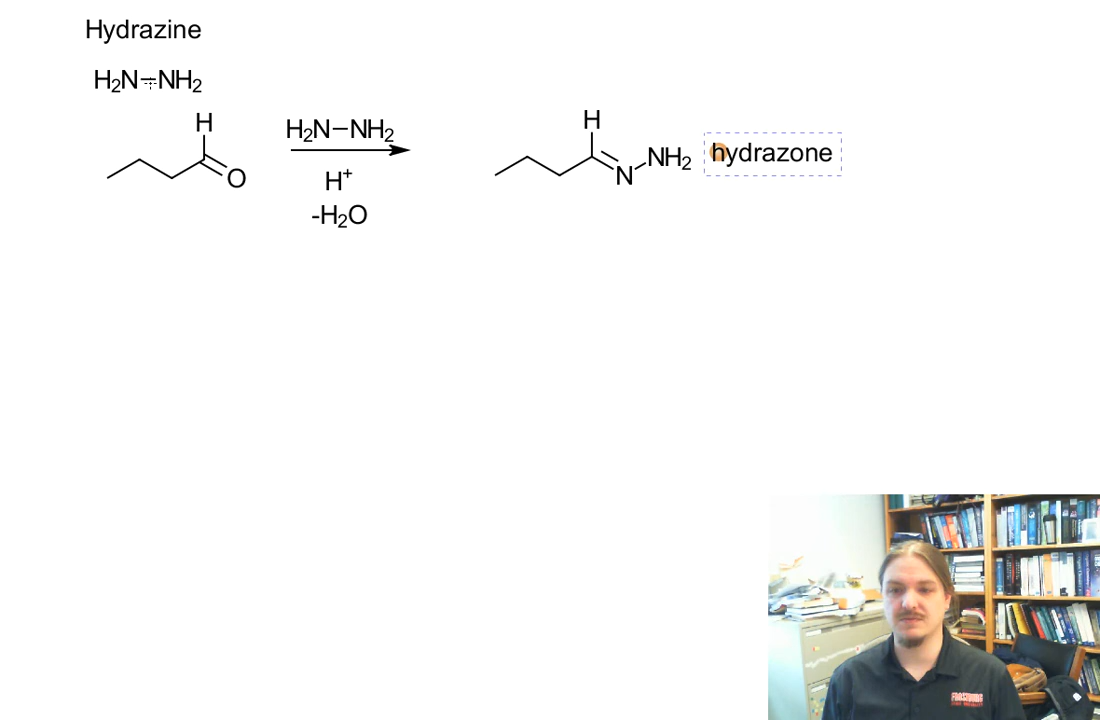 Hydrazine
H₂N–NH₂
H
O
H₂N–NH₂
H⁺
-H₂O
H
N
NH₂
hydrazone